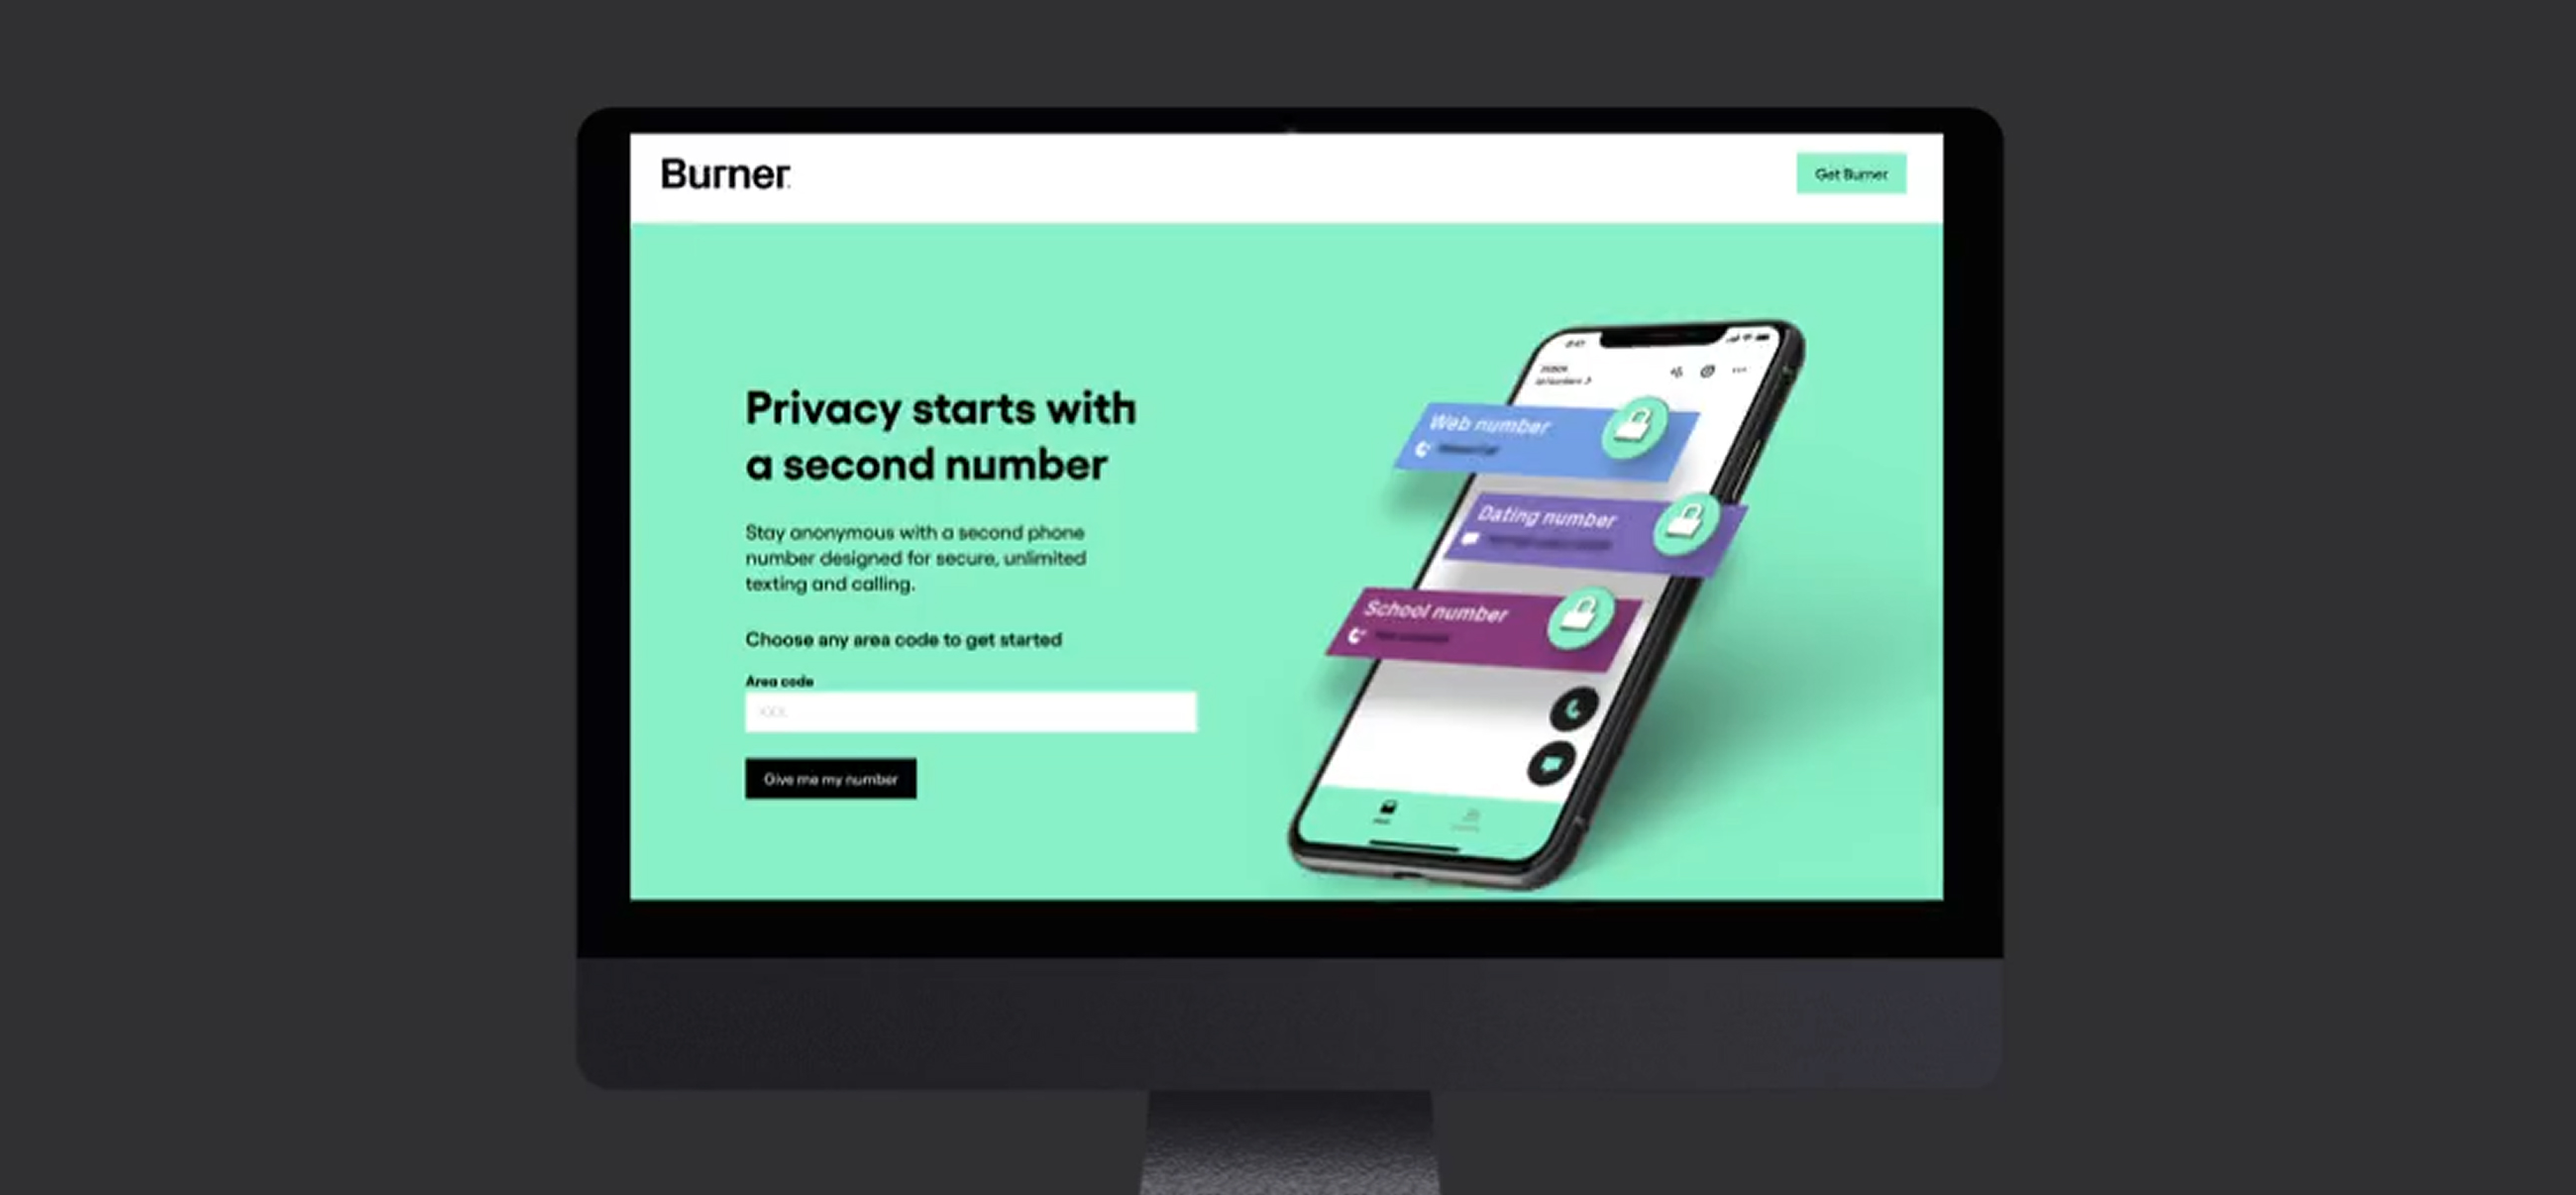 Burner
Get Burner
Privacy starts with
a second number
Stay anonymous with a second phone
number designed for secure, unlimited
texting and calling.
Choose any area code to get started
Area code
XXX
Give me my number
Web number
Dating number
School number